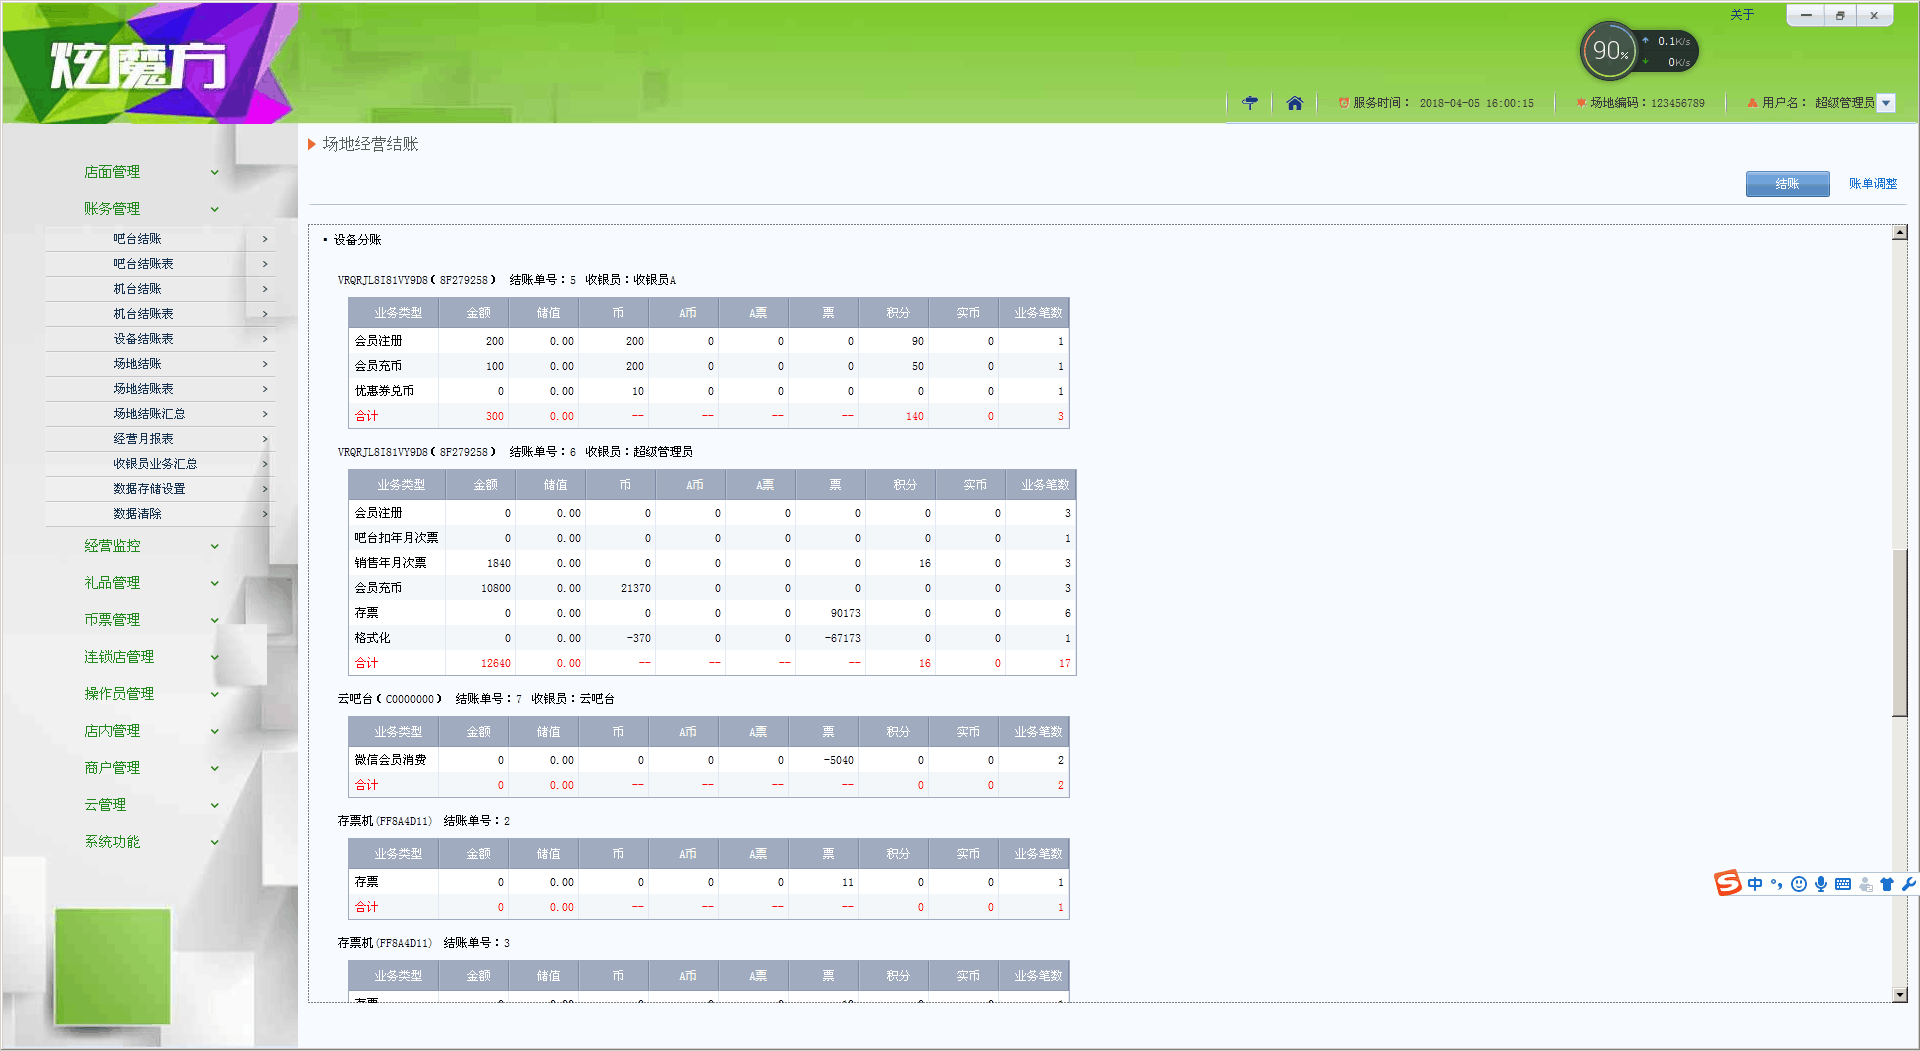 炫魔方
关于
90%
0.1K/s
0K/s
服务时间： 2018-04-05 16:00:15
场地编码：123456789
用户名： 超级管理员
店面管理
账务管理
吧台结账
吧台结账表
机台结账
机台结账表
设备结账表
场地结账
场地结账表
场地结账汇总
经营月报表
收银员业务汇总
数据存储设置
数据清除
经营监控
礼品管理
币票管理
连锁店管理
操作员管理
店内管理
商户管理
云管理
系统功能
场地经营结账
结账 账单调整
设备分账
VRQRJL8I81VY9D8(8F279258) 结账单号：5 收银员：收银员A
业务类型 金额 储值 币 A币 A票 票 积分 实币 业务笔数
会员注册 200 0.00 200 0 0 0 90 0 1
会员充币 100 0.00 200 0 0 0 50 0 1
优惠券兑币 0 0.00 10 0 0 0 0 0 1
合计 300 0.00 -- -- -- -- 140 0 3
VRQRJL8I81VY9D8(8F279258) 结账单号：6 收银员：超级管理员
业务类型 金额 储值 币 A币 A票 票 积分 实币 业务笔数
会员注册 0 0.00 0 0 0 0 0 0 3
吧台扣年月次票 0 0.00 0 0 0 0 0 0 1
销售年月次票 1840 0.00 0 0 0 0 16 0 3
会员充币 10800 0.00 21370 0 0 0 0 0 3
存票 0 0.00 0 0 0 90173 0 0 6
格式化 0 0.00 -370 0 0 -67173 0 0 1
合计 12640 0.00 -- -- -- -- 16 0 17
云吧台(C0000000) 结账单号：7 收银员：云吧台
业务类型 金额 储值 币 A币 A票 票 积分 实币 业务笔数
微信会员消费 0 0.00 0 0 0 -5040 0 0 2
合计 0 0.00 -- -- -- -- 0 0 2
存票机(FF8A4D11) 结账单号：2
业务类型 金额 储值 币 A币 A票 票 积分 实币 业务笔数
存票 0 0.00 0 0 0 11 0 0 1
合计 0 0.00 -- -- -- -- 0 0 1
存票机(FF8A4D11) 结账单号：3
业务类型 金额 储值 币 A币 A票 票 积分 实币 业务笔数
中